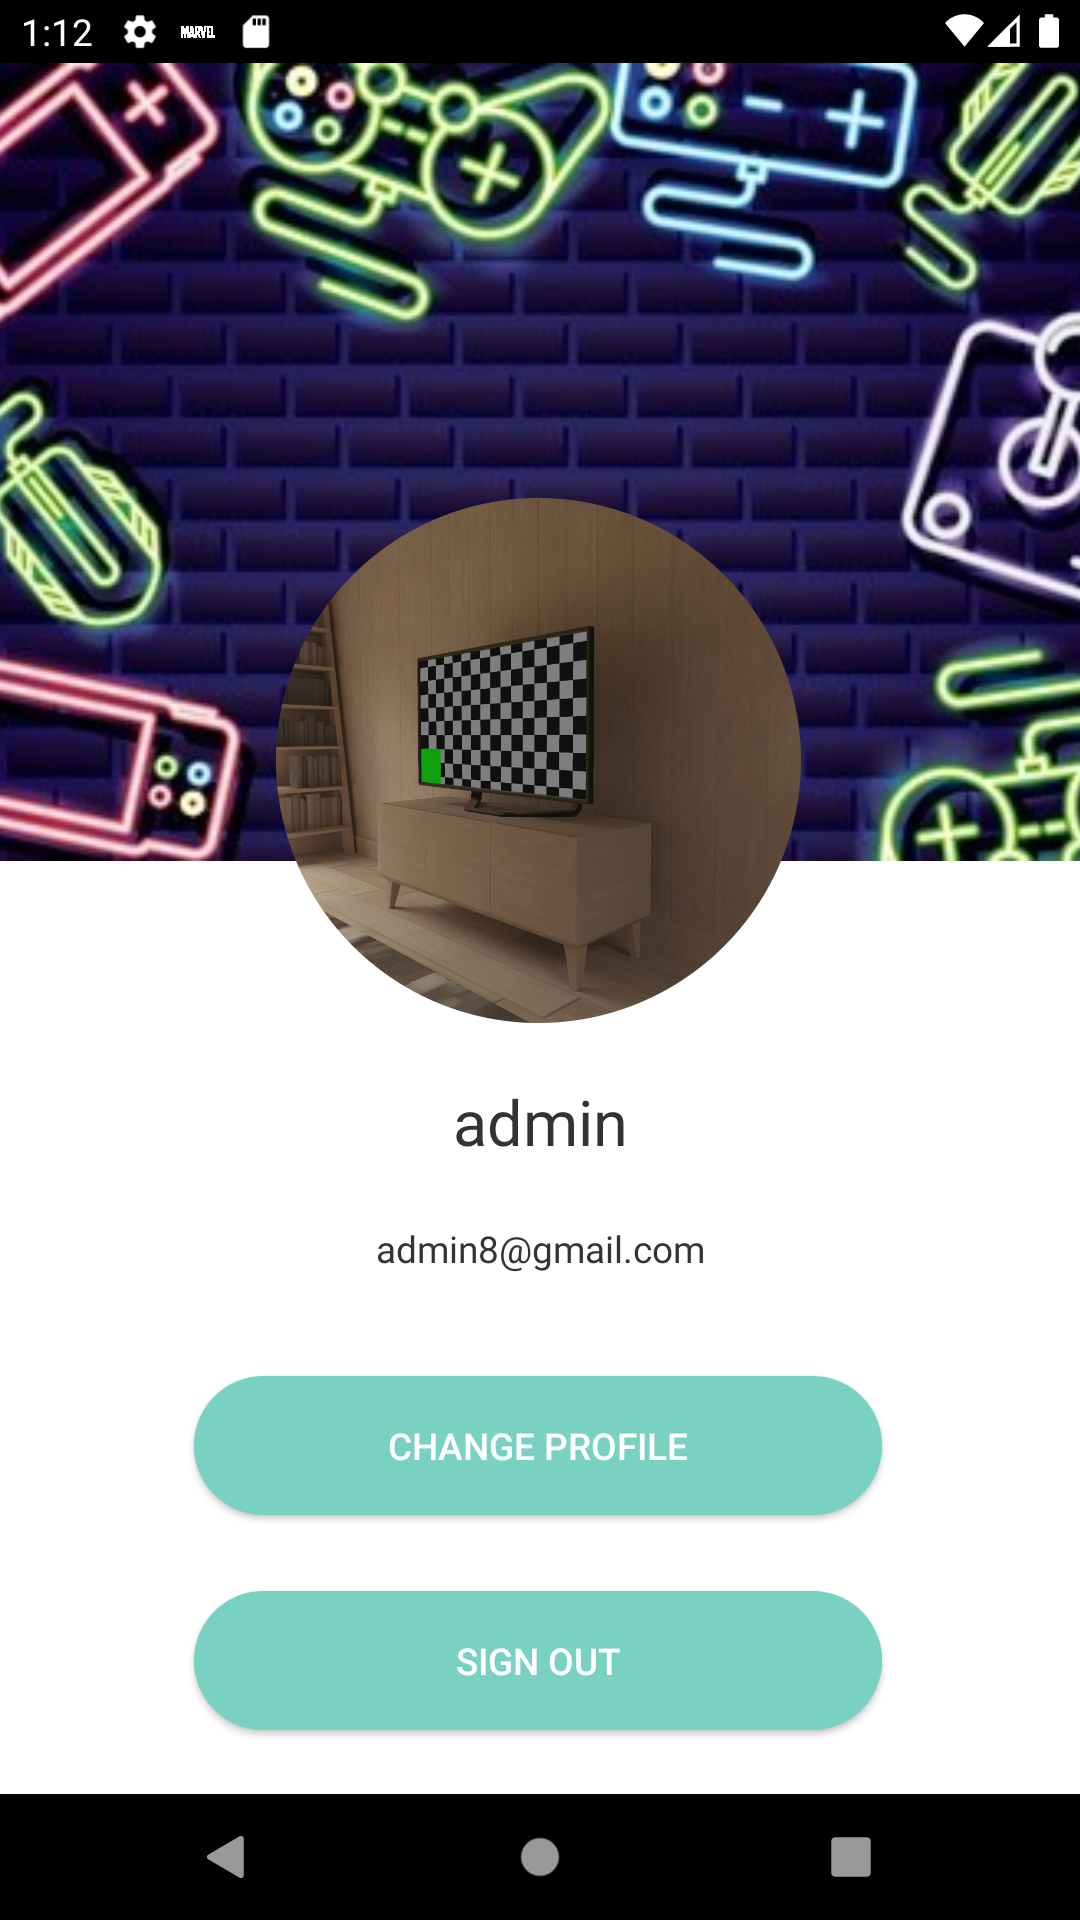 1:12
MARVEL
admin
admin8@gmail.com
CHANGE PROFILE
SIGN OUT